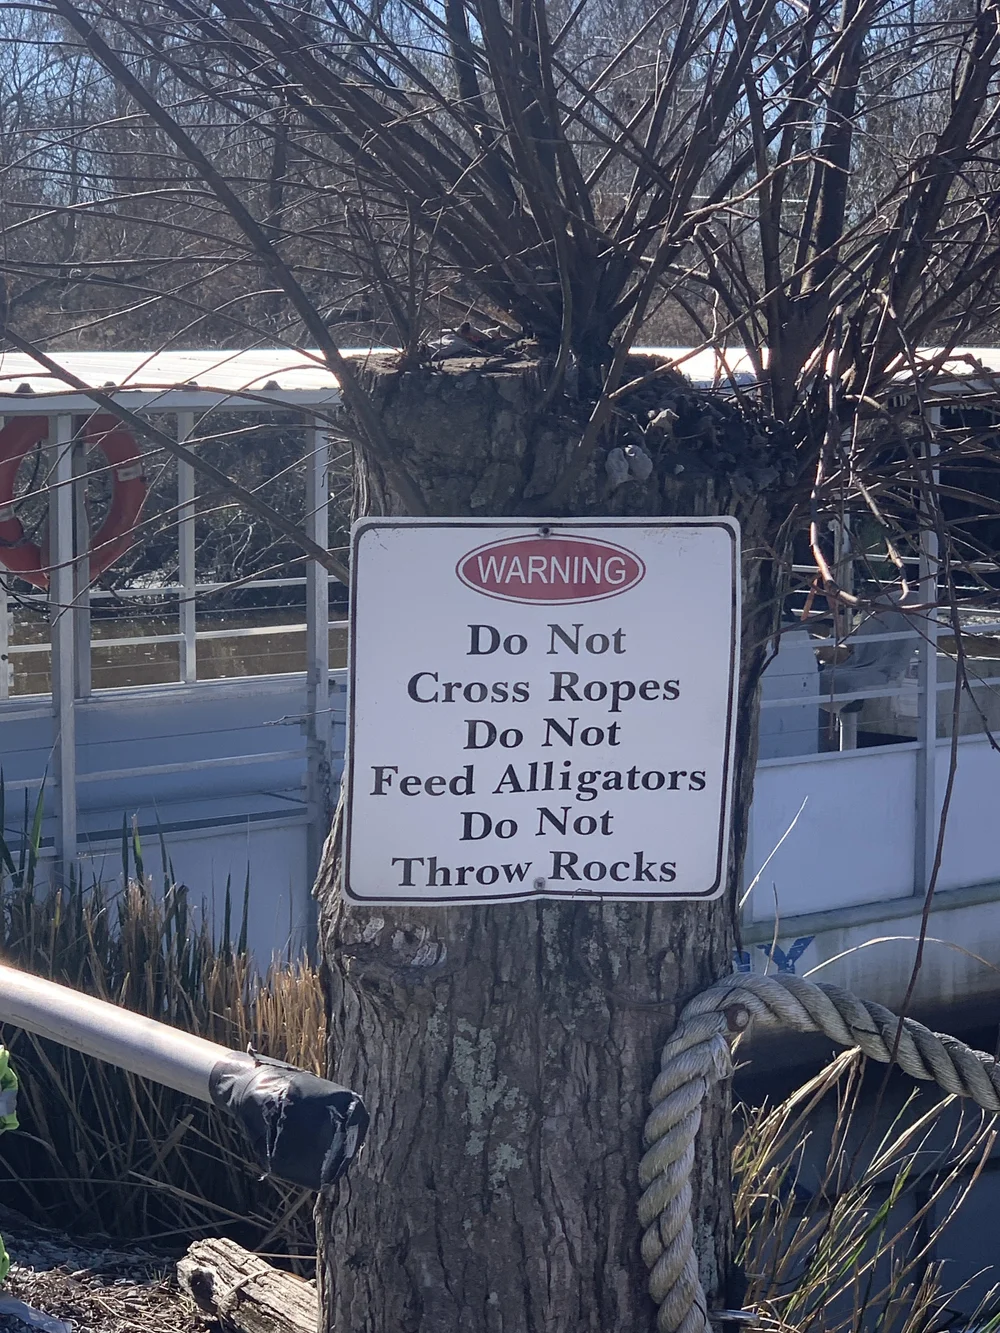 WARNING
Do Not
Cross Ropes
Do Not
Feed Alligators
Do Not
Throw Rocks